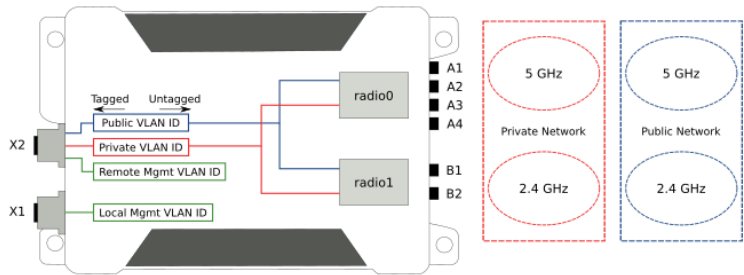 Tagged Untagged
Public VLAN ID
X2
Private VLAN ID
Remote Mgmt VLAN ID
X1
Local Mgmt VLAN ID
radio0
radio1
A1
A2
A3
A4
B1
B2
5 GHz
Private Network
2.4 GHz
5 GHz
Public Network
2.4 GHz